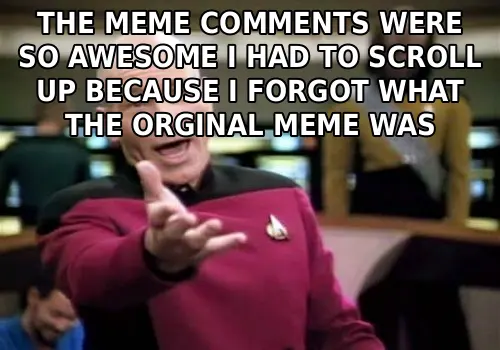 THE MEME COMMENTS WERE
SO AWESOME I HAD TO SCROLL
UP BECAUSE I FORGOT WHAT
THE ORGINAL MEME WAS